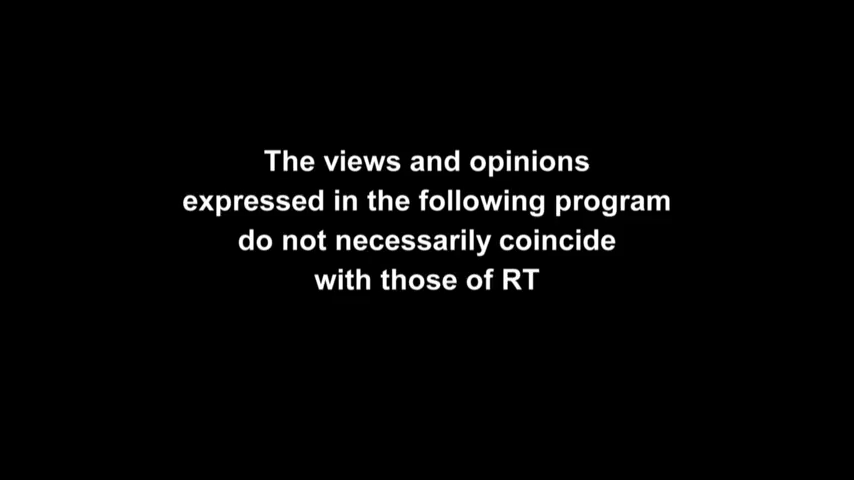 The views and opinions
expressed in the following program
do not necessarily coincide
with those of RT